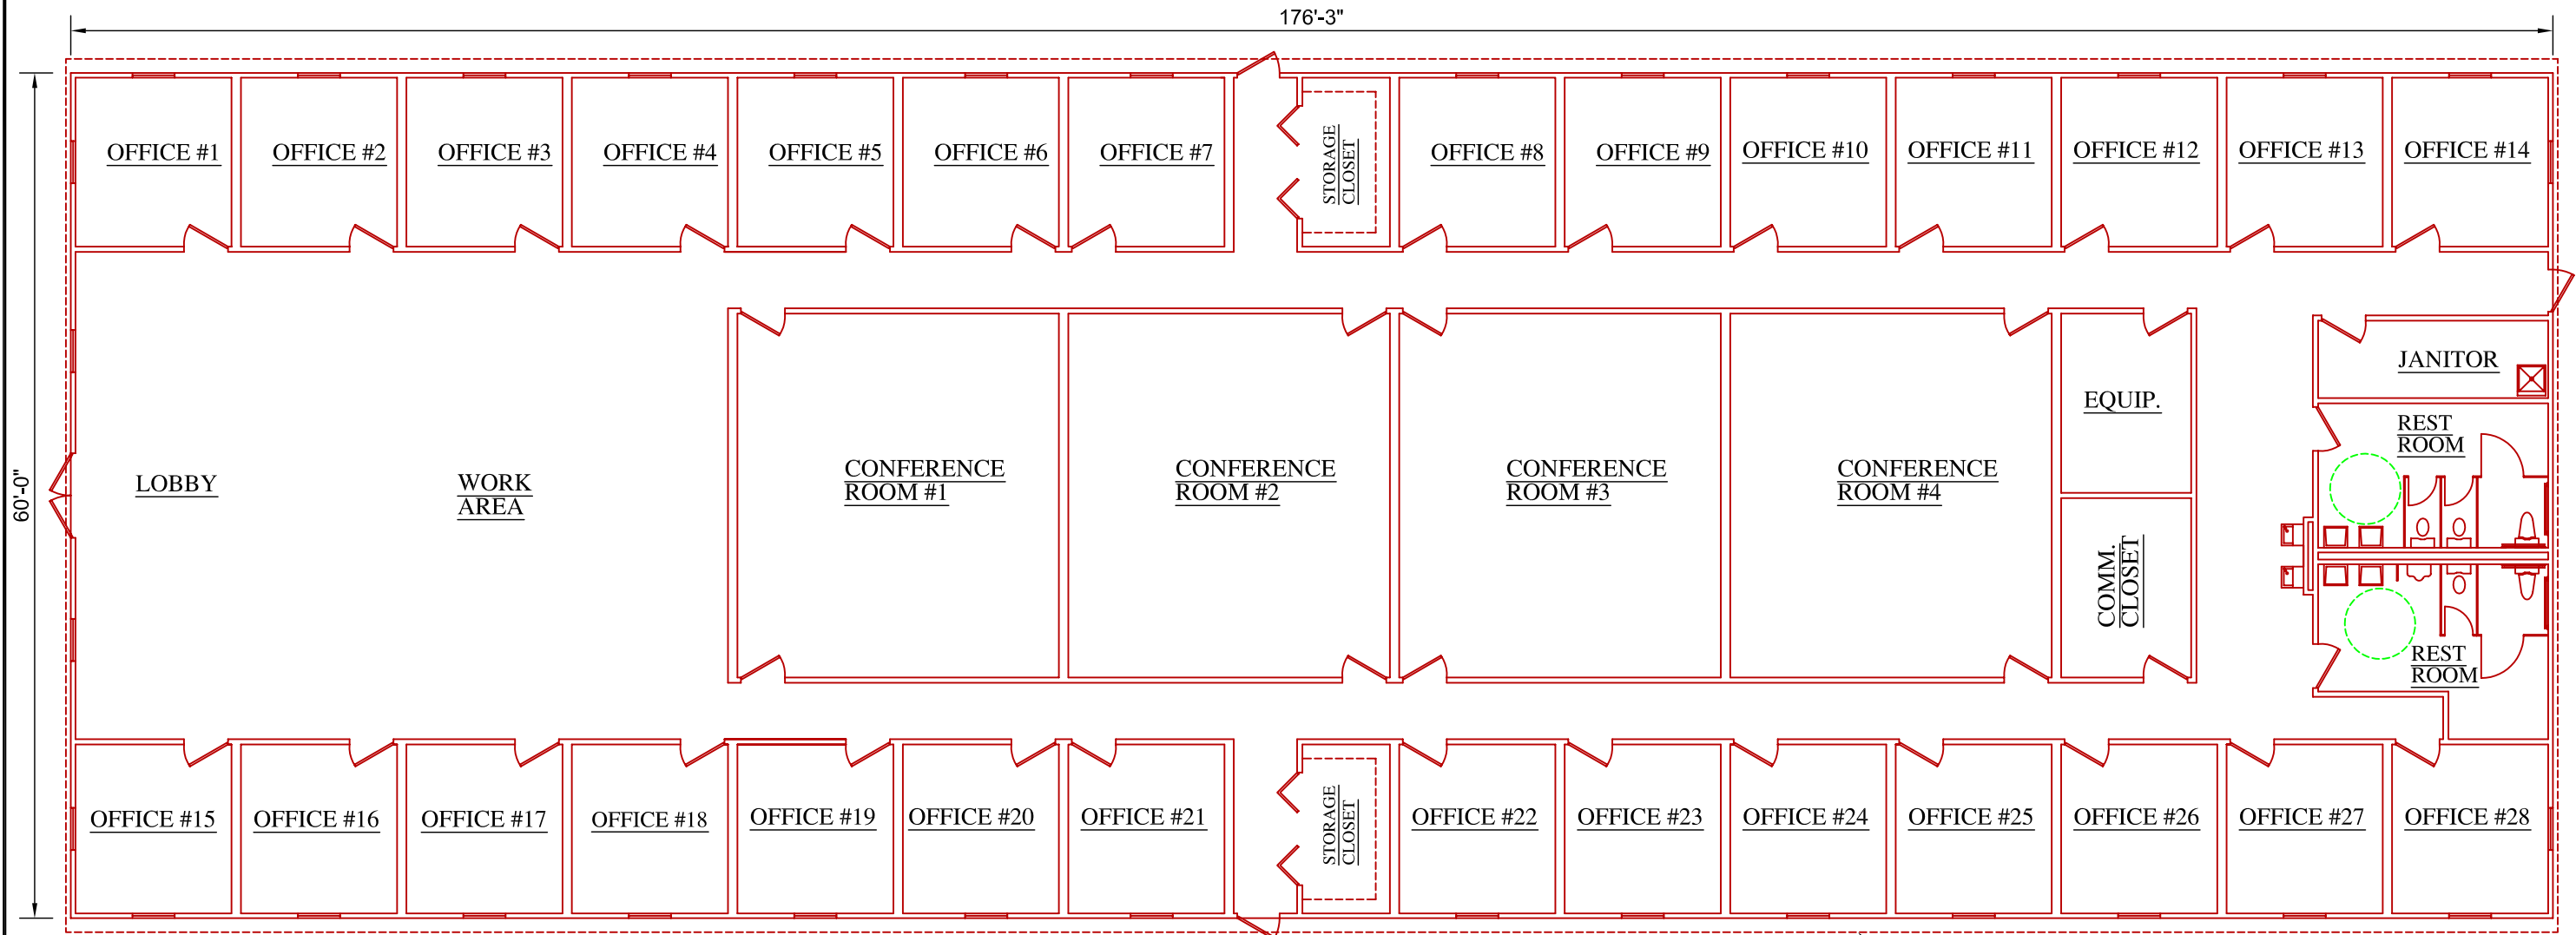 176'-3"
60'-0"
OFFICE #1
OFFICE #2
OFFICE #3
OFFICE #4
OFFICE #5
OFFICE #6
OFFICE #7
STORAGE
CLOSET
OFFICE #8
OFFICE #9
OFFICE #10
OFFICE #11
OFFICE #12
OFFICE #13
OFFICE #14
LOBBY
WORK
AREA
CONFERENCE
ROOM #1
CONFERENCE
ROOM #2
CONFERENCE
ROOM #3
CONFERENCE
ROOM #4
EQUIP.
COMM.
CLOSET
JANITOR
REST
ROOM
REST
ROOM
OFFICE #15
OFFICE #16
OFFICE #17
OFFICE #18
OFFICE #19
OFFICE #20
OFFICE #21
STORAGE
CLOSET
OFFICE #22
OFFICE #23
OFFICE #24
OFFICE #25
OFFICE #26
OFFICE #27
OFFICE #28